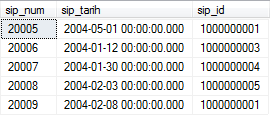 sip_num sip_tarih sip_id
20005 2004-05-01 00:00:00.000 1000000001
20006 2004-01-12 00:00:00.000 1000000003
20007 2004-01-30 00:00:00.000 1000000004
20008 2004-02-03 00:00:00.000 1000000005
20009 2004-02-08 00:00:00.000 1000000001